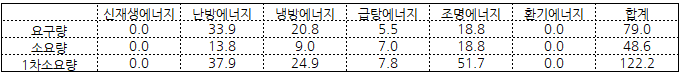 신재생에너지 난방에너지 냉방에너지 급탕에너지 조명에너지 환기에너지 합계
요구량 0.0 33.9 20.8 5.5 18.8 0.0 79.0
소요량 0.0 13.8 9.0 7.0 18.8 0.0 48.6
1차소요량 0.0 37.9 24.9 7.8 51.7 0.0 122.2